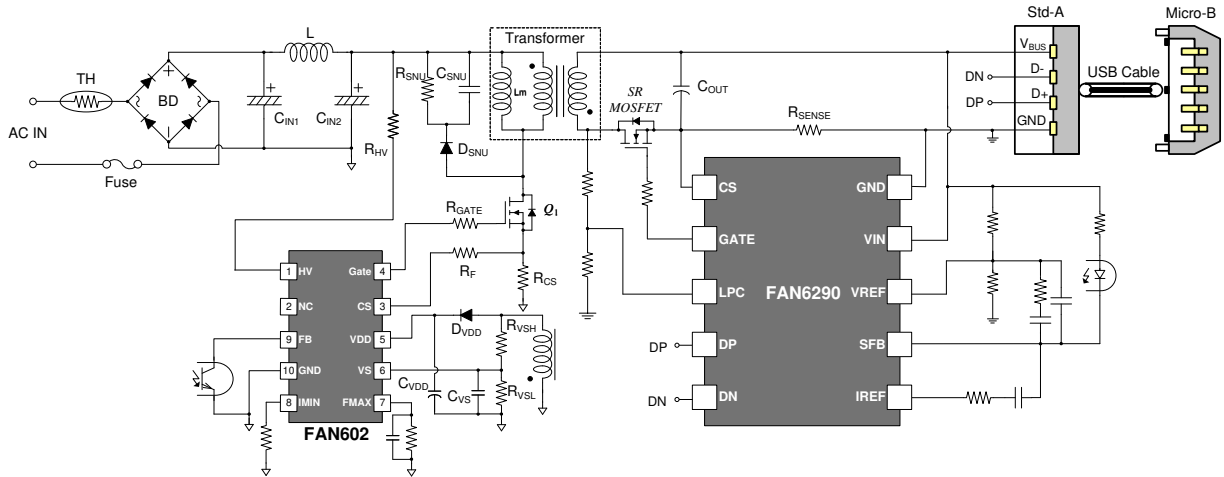 Std-A
Micro-B
L
Transformer
VBUS
TH
BD
AC IN
Fuse
+
+
+
CIN1
CIN2
RSNU
CSNU
Lm
SR
MOSFET
COUT
RSENSE
DN
D-
DP
D+
GND
USB Cable
RHV
DSNU
RGATE
Q1
RF
RCS
1 HV
Gate 4
2 NC
CS 3
9 FB
VDD 5
10 GND
VS 6
8 IMIN
FMAX 7
FAN602
DVDD
RVSH
CVDD
CVS
RVSL
CS
GND
GATE
VIN
LPC
FAN6290
VREF
DP
DP
SFB
DN
DN
IREF